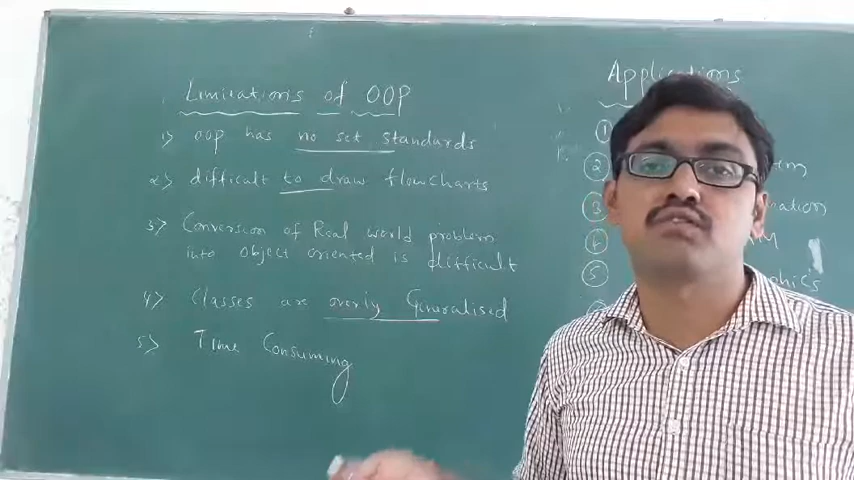 Limitations of OOP
1) OOP has no set standards
2) difficult to draw flowcharts
3) Conversion of Real world problem
into Object Oriented is difficult
4) Classes are overly Generalised
5) Time Consuming
Applications
1
2
3
4
5